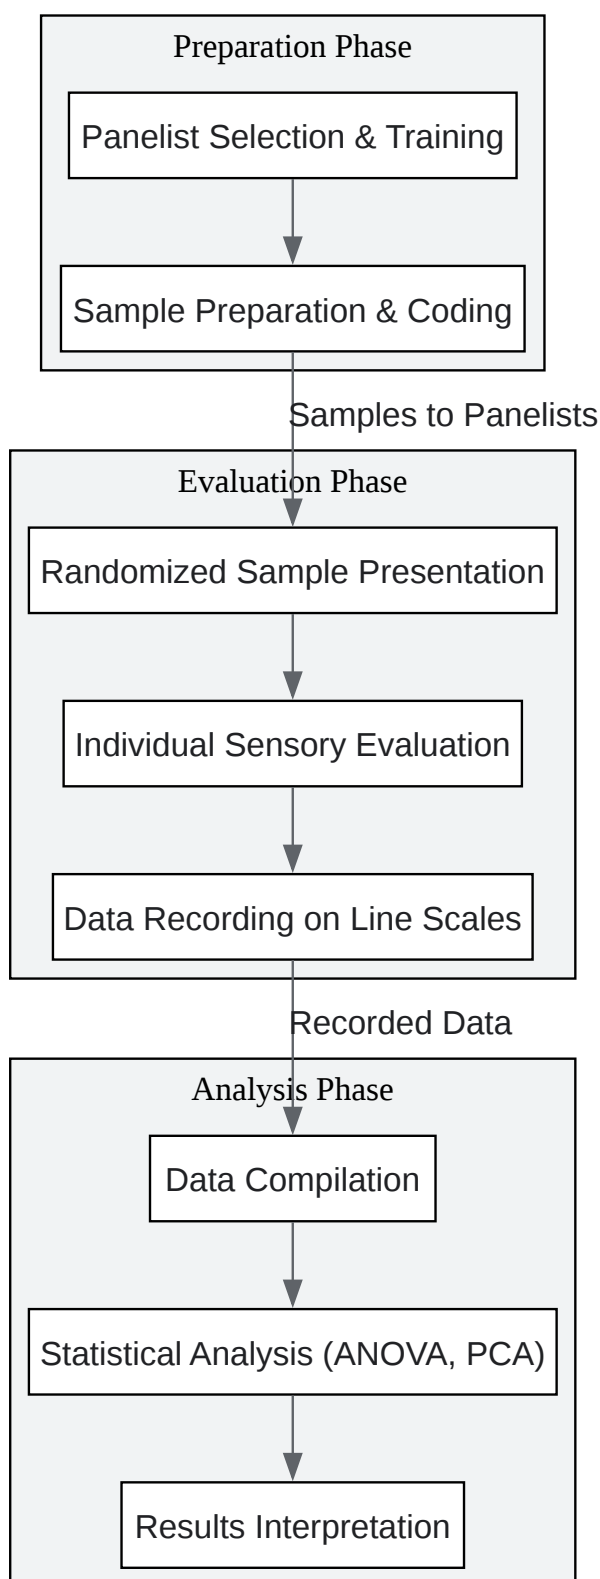 Preparation Phase
Panelist Selection & Training
Sample Preparation & Coding
Samples to Panelists
Evaluation Phase
Randomized Sample Presentation
Individual Sensory Evaluation
Data Recording on Line Scales
Recorded Data
Analysis Phase
Data Compilation
Statistical Analysis (ANOVA, PCA)
Results Interpretation